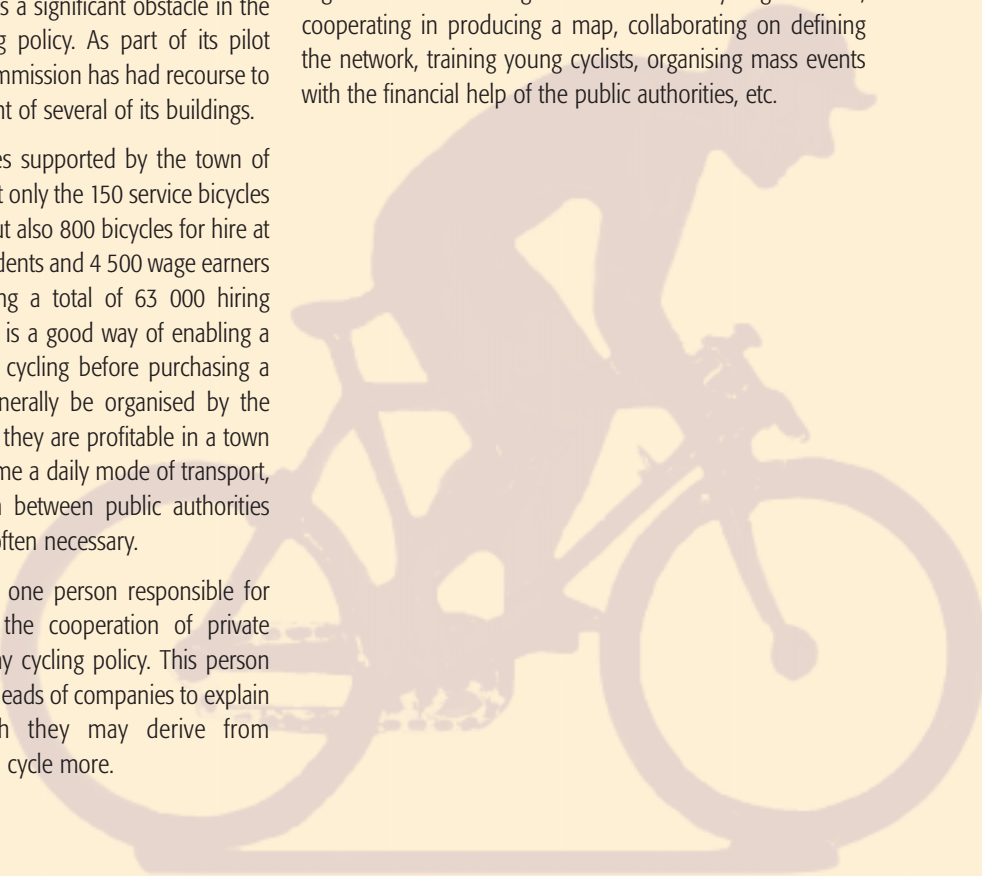 s a significant obstacle in the
g policy. As part of its pilot
mmission has had recourse to
nt of several of its buildings.
es supported by the town of
t only the 150 service bicycles
ut also 800 bicycles for hire at
dents and 4 500 wage earners
ng a total of 63 000 hiring
is a good way of enabling a
cycling before purchasing a
nerally be organised by the
they are profitable in a town
me a daily mode of transport,
n between public authorities
often necessary.
one person responsible for
the cooperation of private
ny cycling policy. This person
eads of companies to explain
h they may derive from
cycle more.
cooperating in producing a map, collaborating on defining
the network, training young cyclists, organising mass events
with the financial help of the public authorities, etc.